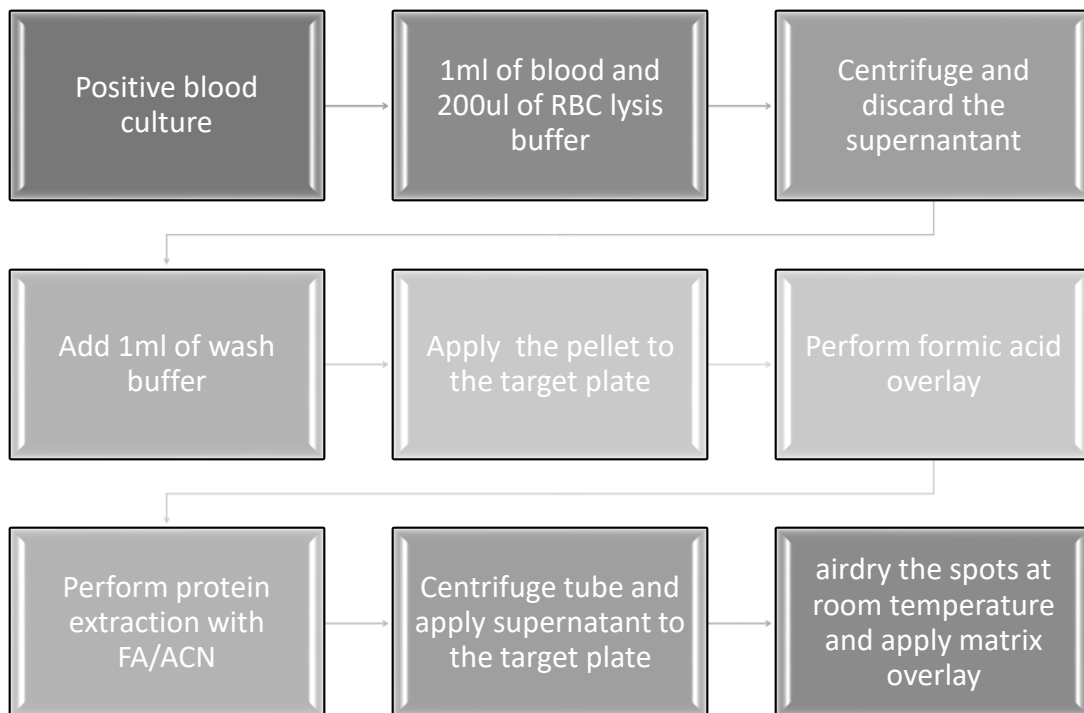 Positive blood
culture
1ml of blood and
200ul of RBC lysis
buffer
Centrifuge and
discard the
supernantant
Add 1ml of wash
buffer
Apply the pellet to
the target plate
Perform formic acid
overlay
Perform protein
extraction with
FA/ACN
Centrifuge tube and
apply supernatant to
the target plate
airdry the spots at
room temperature
and apply matrix
overlay